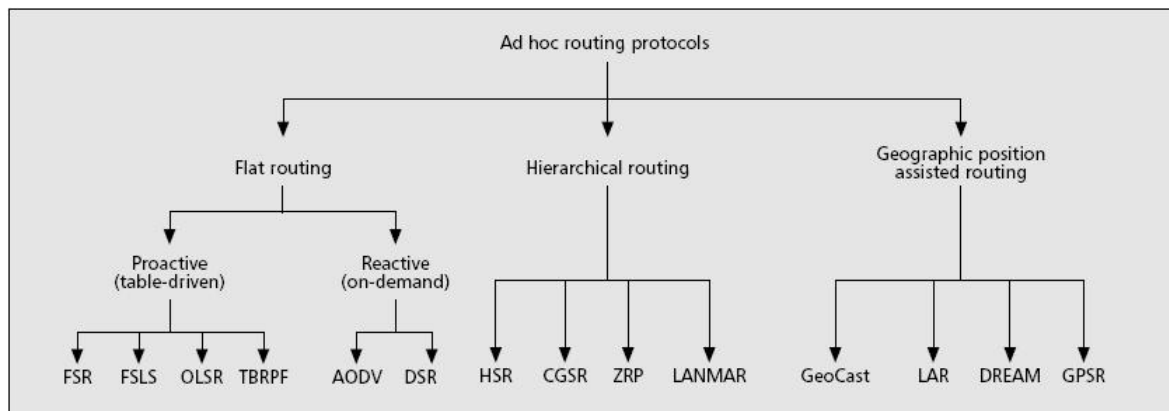 Ad hoc routing protocols
Flat routing
Hierarchical routing
Geographic position
assisted routing
Proactive
(table-driven)
Reactive
(on-demand)
FSR FSLS OLSR TBRPF AODV DSR HSR CGSR ZRP LANMAR GeoCast LAR DREAM GPSR